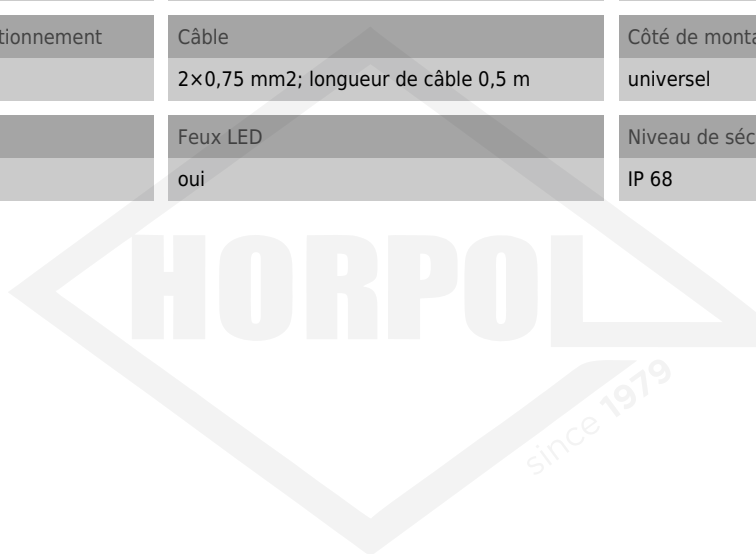 tionnement Câble Côté de monta
2×0,75 mm2; longueur de câble 0,5 m universel
Feux LED Niveau de séc
oui IP 68
HORPOL
since 1979